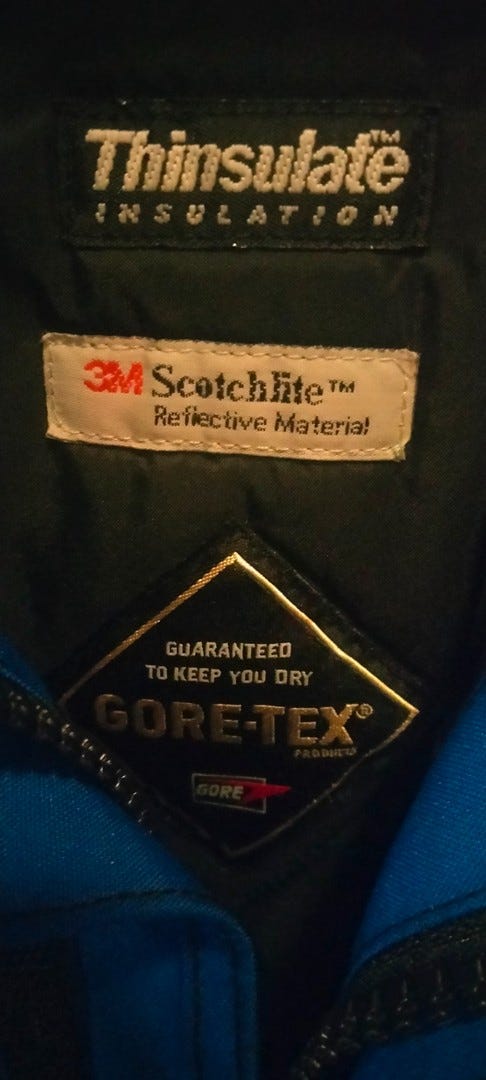 Thinsulate™
INSULATION
3M Scotchlite™
Reflective Material
GUARANTEED
TO KEEP YOU DRY
GORE-TEX®
PRODUCTS
GORE